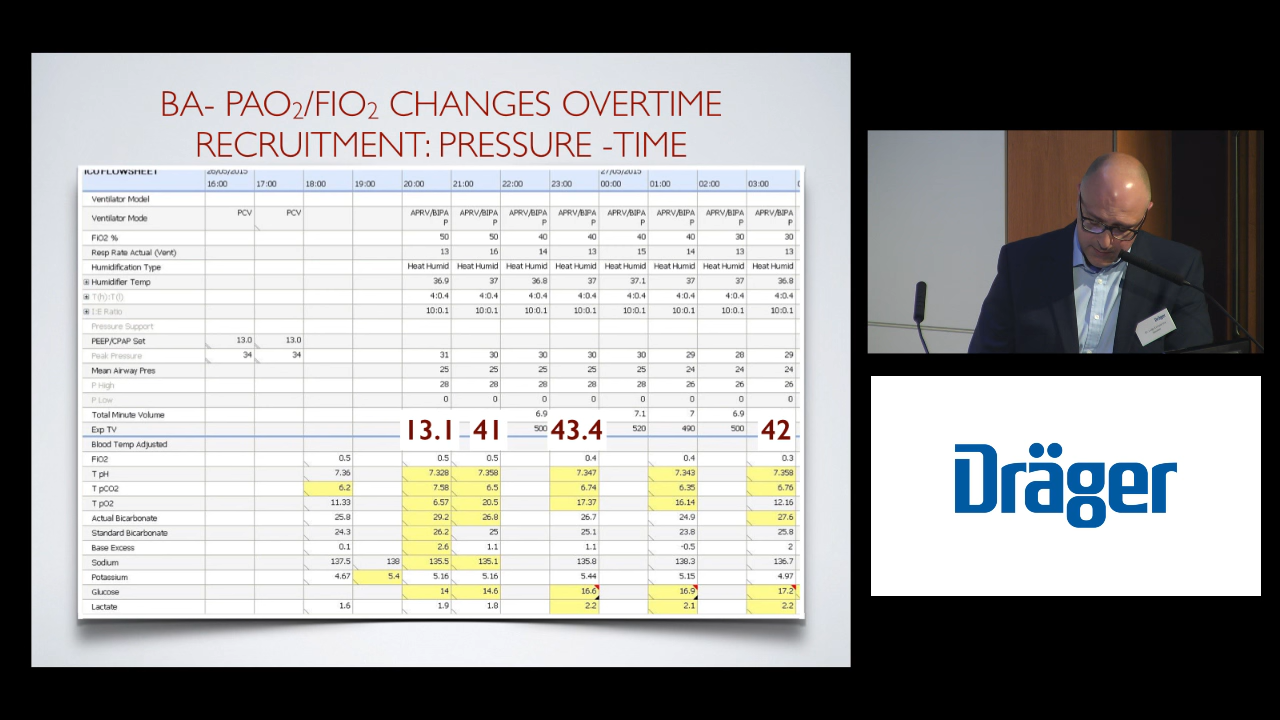 BA- PAO₂/FIO₂ CHANGES OVERTIME
RECRUITMENT: PRESSURE -TIME
ICU FLOWSHEET 26/05/2015 27/05/2015
16:00 17:00 18:00 19:00 20:00 21:00 22:00 23:00 00:00 01:00 02:00 03:00
Ventilator Model
Ventilator Mode PCV PCV APRV/BIPA P APRV/BIPA P APRV/BIPA P APRV/BIPA P APRV/BIPA P APRV/BIPA P APRV/BIPA P APRV/BIPA P
FiO2 % 50 50 40 40 40 40 30 30
Resp Rate Actual (Vent) 13 16 14 13 15 14 13 13
Humidification Type Heat Humid Heat Humid Heat Humid Heat Humid Heat Humid Heat Humid Heat Humid Heat Humid
Humidifier Temp 36.9 37 36.8 37 37.1 37 37 36.8
T(h):T(l) 4:0.4 4:0.4 4:0.4 4:0.4 4:0.4 4:0.4 4:0.4 4:0.4
I:E Ratio 10:0.1 10:0.1 10:0.1 10:0.1 10:0.1 10:0.1 10:0.1 10:0.1
Pressure Support
PEEP/CPAP Set 13.0 13.0
Peak Pressure 34 34 31 30 30 30 30 29 28 29
Mean Airway Pres 25 25 25 25 25 24 24 24
P High 28 28 28 28 28 26 26 26
P Low 0 0 0 0 0 0 0 0
Total Minute Volume 6.9 7.1 7 6.9
Exp TV 13.1 41 500 43.4 520 490 500 42
Blood Temp Adjusted
FiO2 0.5 0.5 0.5 0.4 0.4 0.3
T pH 7.36 7.328 7.358 7.347 7.343 7.358
T pCO2 6.2 7.58 6.5 6.74 6.35 6.76
T pO2 11.33 6.57 20.5 17.37 16.14 12.16
Actual Bicarbonate 25.8 29.2 26.8 26.7 24.9 27.6
Standard Bicarbonate 24.3 26.2 25 25.1 23.8 25.8
Base Excess 0.1 2.6 1.1 1.1 -0.5 2
Sodium 137.5 138 135.5 135.1 135.8 138.3 136.7
Potassium 4.67 5.4 5.16 5.16 5.44 5.15 4.97
Glucose 14 14.6 16.6 16.9 17.2
Lactate 1.6 1.9 1.8 2.2 2.1 2.2
Dräger
Dräger